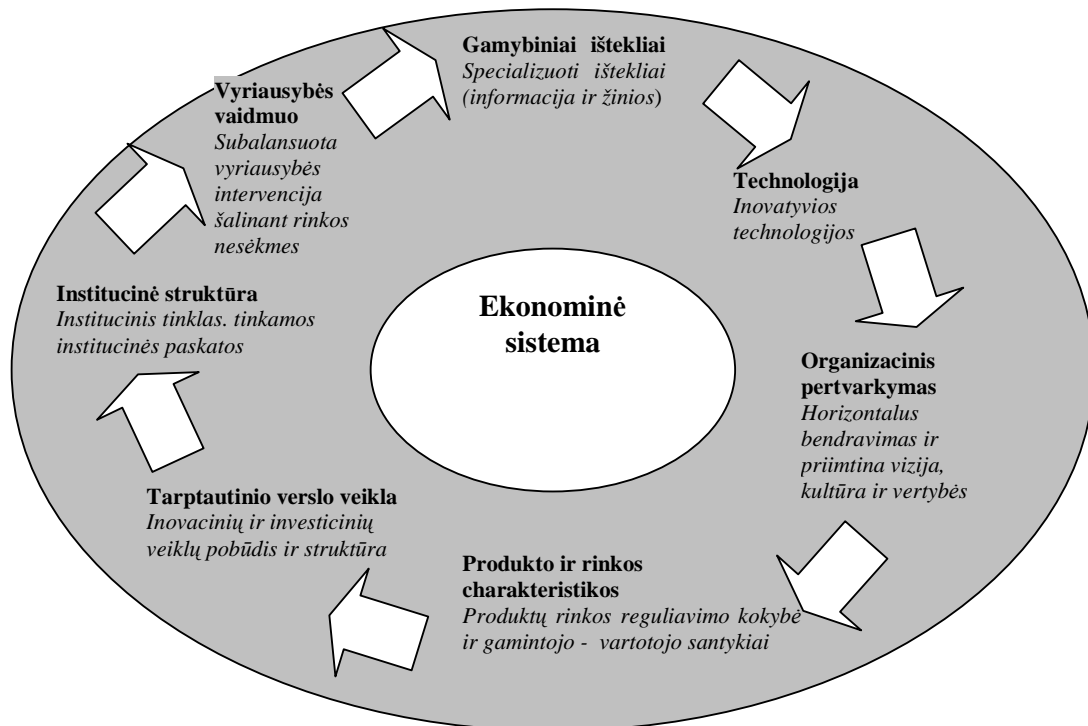 Gamybiniai ištekliai
Specializuoti ištekliai
(informacija ir žinios)
Technologija
Inovatyvios
technologijos
Organizacinis
pertvarkymas
Horizontalus
bendravimas ir
priimtina vizija,
kultūra ir vertybės
Produkto ir rinkos
charakteristikos
Produktų rinkos reguliavimo kokybė
ir gamintojo - vartotojo santykiai
Tarptautinio verslo veikla
Inovacinių ir investicinių
veiklų pobūdis ir struktūra
Institucinė struktūra
Institucinis tinklas. tinkamos
institucinės paskatos
Vyriausybės
vaidmuo
Subalansuota
vyriausybės
intervencija
šalinant rinkos
nesėkmes
Ekonominė
sistema